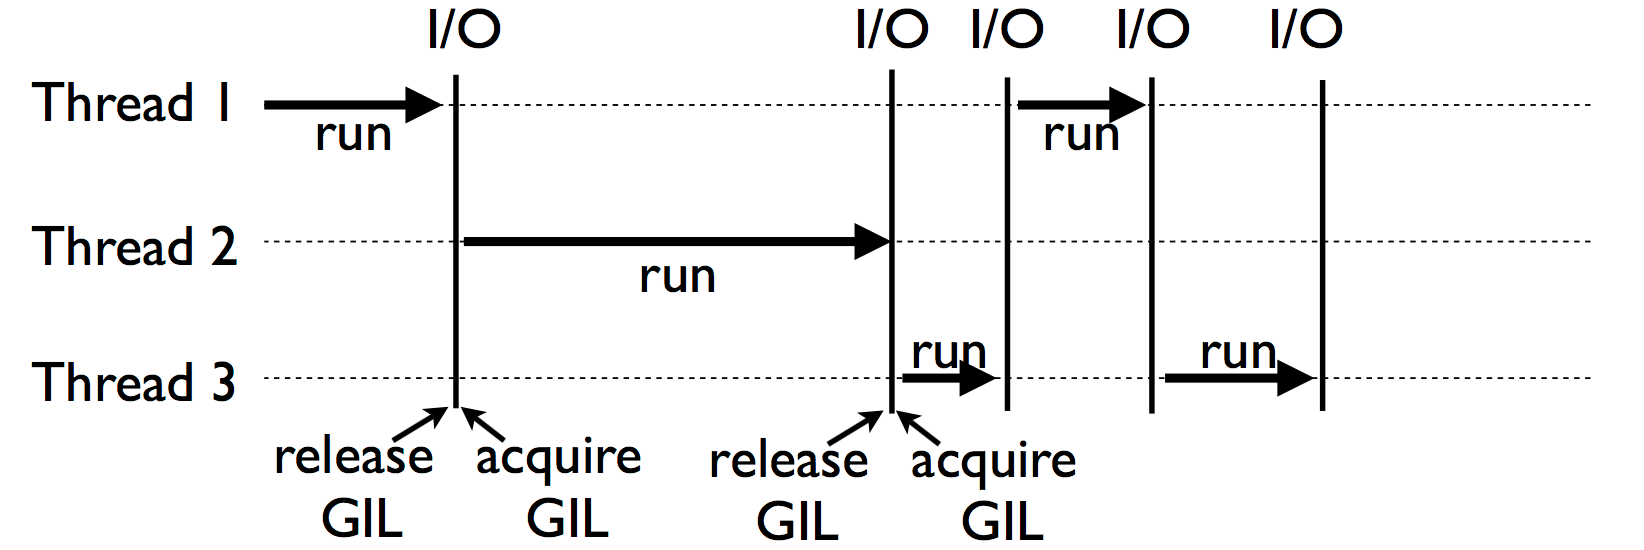 I/O I/O I/O I/O I/O
Thread 1
run run
Thread 2
run
run run
Thread 3
release acquire release acquire
GIL GIL GIL GIL